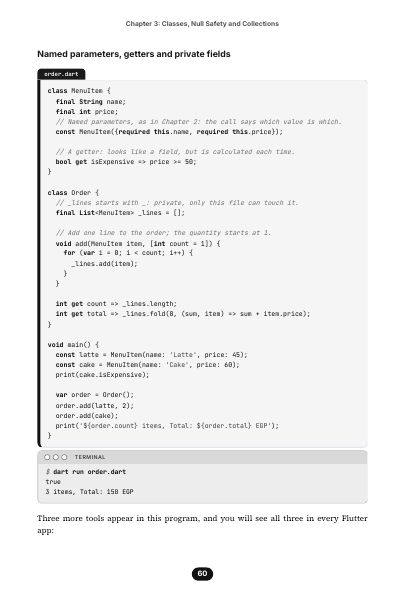 Chapter 3: Classes, Null Safety and Collections
Named parameters, getters and private fields
order.dart
class MenuItem {
  final String name;
  final int price;
  // Named parameters, as in Chapter 2: the call says which value is which.
  const MenuItem({required this.name, required this.price});

  // A getter: looks like a field, but is calculated each time.
  bool get isExpensive => price >= 50;
}

class Order {
  // _lines starts with _: private, only this file can touch it.
  final List<MenuItem> _lines = [];

  // Add one line to the order; the quantity starts at 1.
  void add(MenuItem item, [int count = 1]) {
    for (var i = 0; i < count; i++) {
      _lines.add(item);
    }
  }

  int get count => _lines.length;
  int get total => _lines.fold(0, (sum, item) => sum + item.price);
}

void main() {
  const latte = MenuItem(name: 'Latte', price: 45);
  const cake = MenuItem(name: 'Cake', price: 60);
  print(cake.isExpensive);

  var order = Order();
  order.add(latte, 2);
  order.add(cake);
  print('${order.count} items, Total: ${order.total} EGP');
}
TERMINAL
$ dart run order.dart
true
3 items, Total: 150 EGP
Three more tools appear in this program, and you will see all three in every Flutter
app:
60